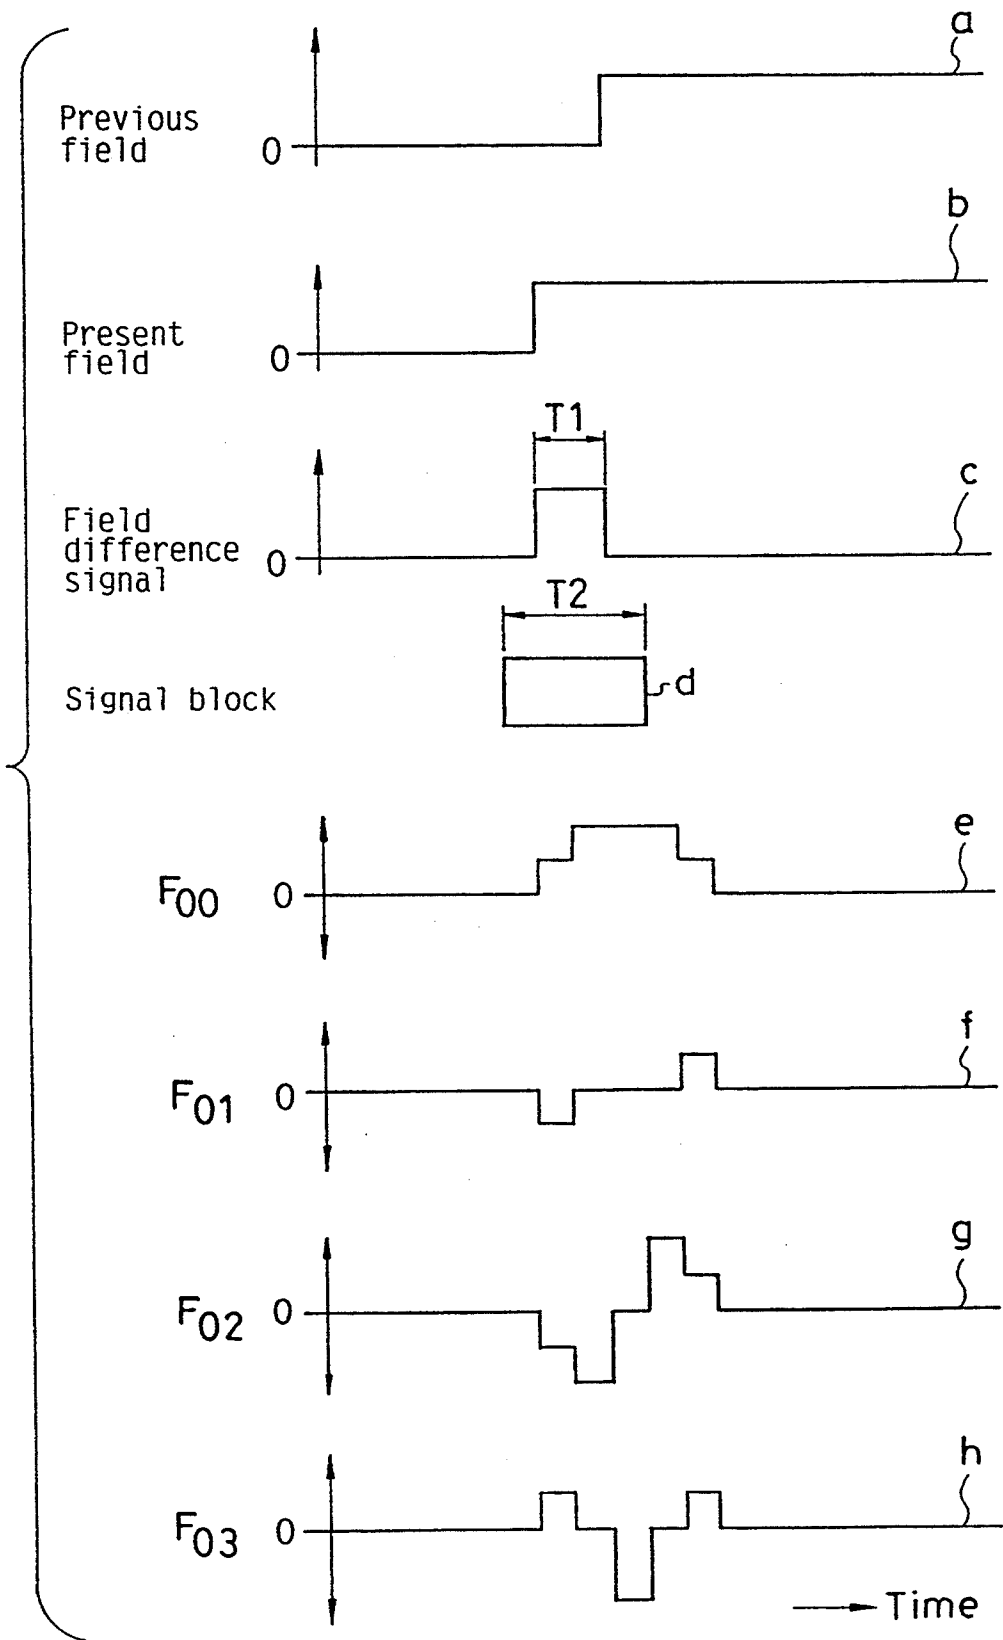 a
Previous
field
0
b
Present
field
0
T1
c
Field
difference
signal
0
T2
Signal block
d
e
F00
0
f
F01
0
g
F02
0
h
F03
0
Time